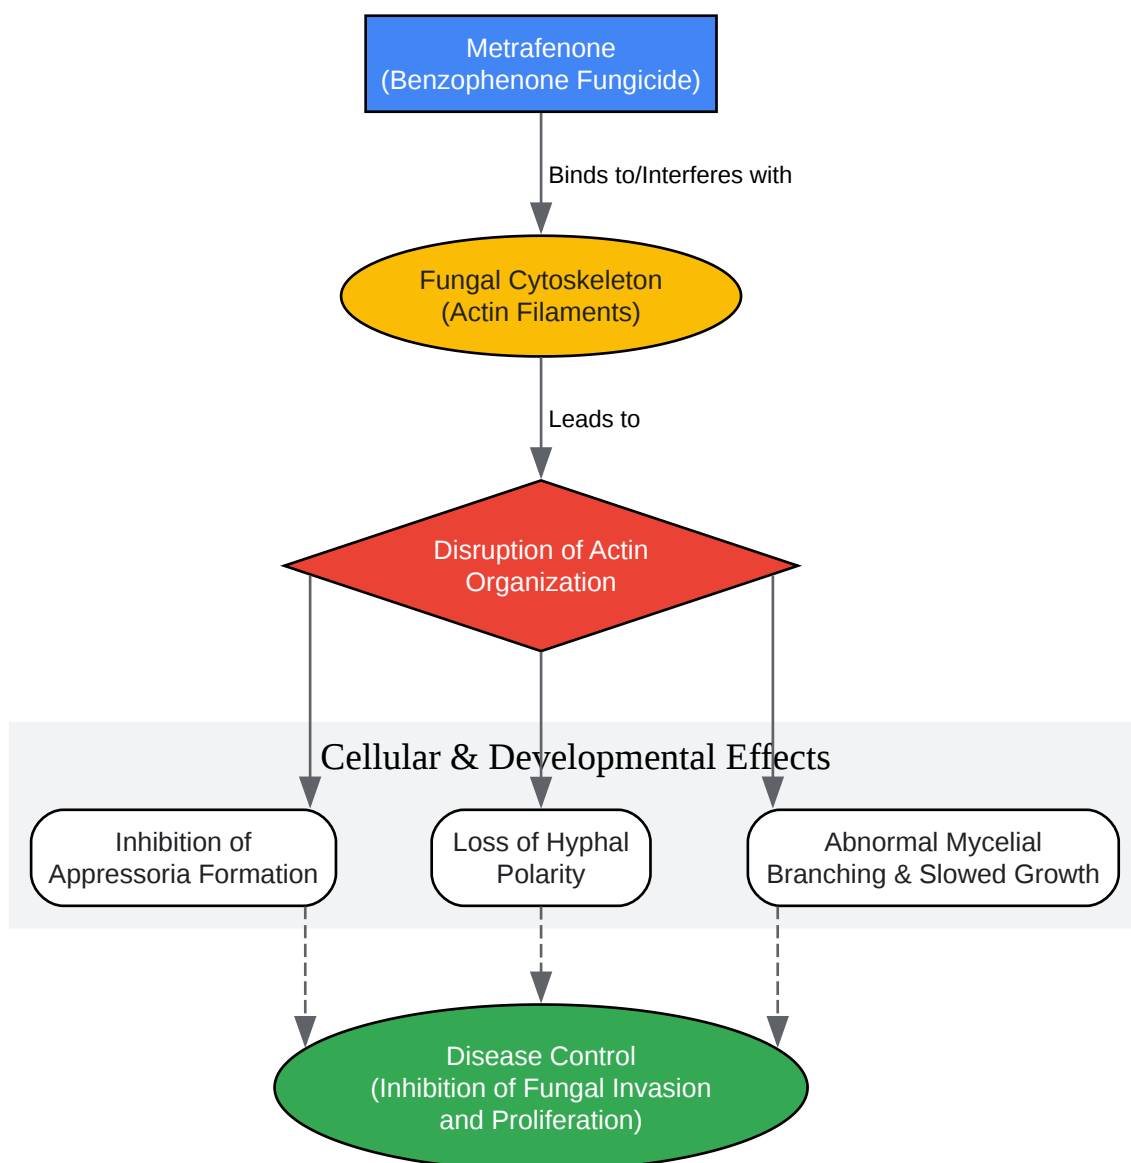 Metrafenone
(Benzophenone Fungicide)
Binds to/Interferes with
Fungal Cytoskeleton
(Actin Filaments)
Leads to
Disruption of Actin
Organization
Cellular & Developmental Effects
Inhibition of
Appressoria Formation
Loss of Hyphal
Polarity
Abnormal Mycelial
Branching & Slowed Growth
Disease Control
(Inhibition of Fungal Invasion
and Proliferation)